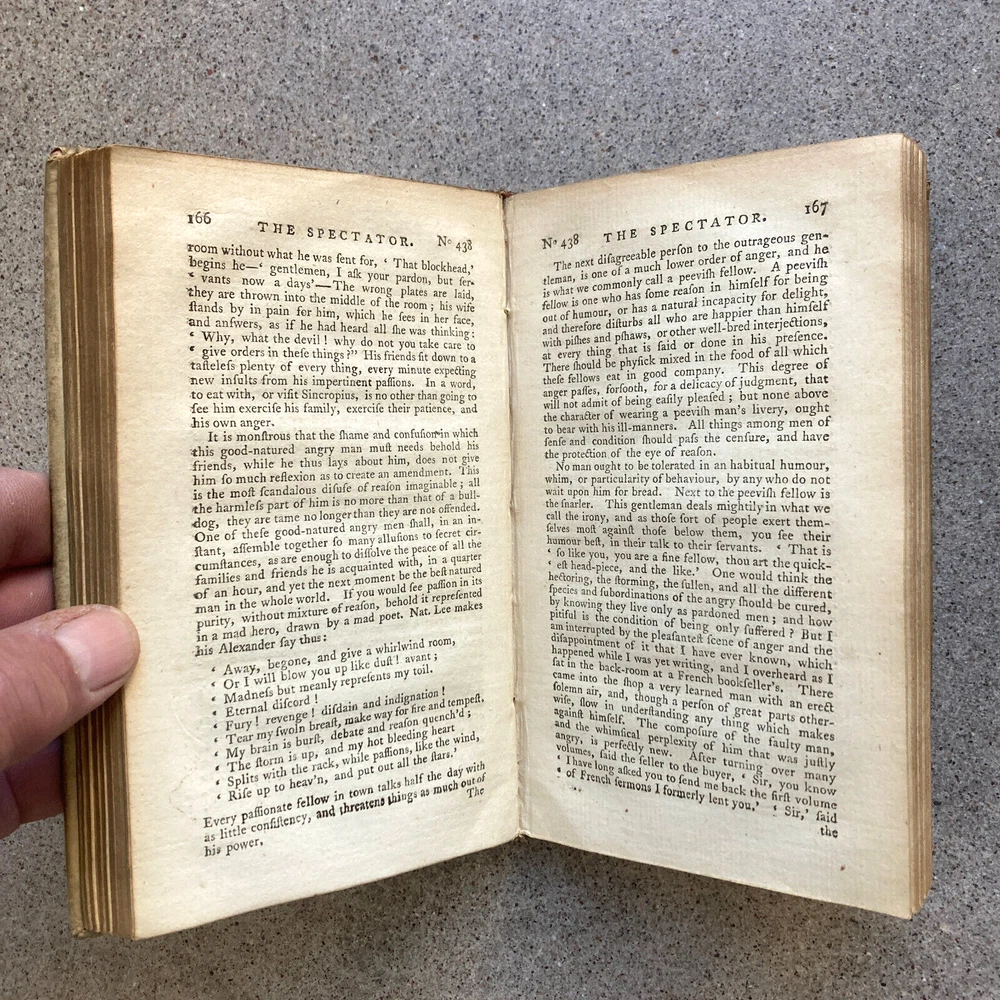 166
THE SPECTATOR. Nº 438
room without what he was ſent for, ‘ That blockhead,’
begins he—‘ gentlemen, I aſk your pardon, but ſer-
‘ vants now a days’—The wrong plates are laid,
they are thrown into the middle of the room ; his wife
ſtands by in pain for him, which he ſees in her face,
and anſwers, as if he had heard all ſhe was thinking:
‘ Why, what the devil ! why do not you take care to
‘ give orders in theſe things?” His friends ſit down to a
taſteleſs plenty of every thing, every minute expecting
new inſults from his impertinent paſſions. In a word,
to eat with, or viſit Sincropius, is no other than going to
ſee him exerciſe his family, exerciſe their patience, and
his own anger.
It is monſtrous that the ſhame and confuſion in which
this good-natured angry man muſt needs behold his
friends, while he thus lays about him, does not give
him ſo much reflexion as to create an amendment. This
is the moſt ſcandalous diſuſe of reaſon imaginable ; all
the harmleſs part of him is no more than that of a bull-
dog, they are tame no longer than they are not offended.
One of theſe good-natured angry men ſhall, in an in-
ſtant, aſſemble together ſo many alluſions to ſecret cir-
cumſtances, as are enough to diſſolve the peace of all the
families and friends he is acquainted with, in a quarter
of an hour, and yet the next moment be the beſt natured
man in the whole world. If you would ſee paſſion in its
purity, without mixture of reaſon, behold it repreſented
in a mad hero, drawn by a mad poet. Nat. Lee makes
his Alexander ſay thus :
‘ Away, begone, and give a whirlwind room,
‘ Or I will blow you up like duſt ! avant ;
‘ Madneſs but meanly repreſents my toil.
‘ Eternal diſcord !
‘ Fury ! revenge ! diſdain and indignation !
‘ Tear my ſwoln breaſt, make way for fire and tempeſt.
‘ My brain is burſt, debate and reaſon quench’d ;
‘ The ſtorm is up, and my hot bleeding heart
‘ Splits with the rack, while paſſions, like the wind,
‘ Riſe up to heav’n, and put out all the ſtars.’
Every paſſionate fellow in town talks half the day with
as little conſiſtency, and threatens things as much out of
his power.
The
Nº 438 THE SPECTATOR. 167
The next diſagreeable perſon to the outrageous gen-
tleman, is one of a much lower order of anger, and he
is what we commonly call a peeviſh fellow. A peeviſh
fellow is one who has ſome reaſon in himſelf for being
out of humour, or has a natural incapacity for delight,
and therefore diſturbs all who are happier than himſelf
with piſhes and pſhaws, or other well-bred interjections,
at every thing that is ſaid or done in his preſence.
There ſhould be phyſick mixed in the food of all which
theſe fellows eat in good company. This degree of
anger paſſes, forſooth, for a delicacy of judgment, that
will not admit of being eaſily pleaſed ; but none above
the character of wearing a peeviſh man’s livery, ought
to bear with his ill-manners. All things among men of
ſenſe and condition ſhould paſs the cenſure, and have
the protection of the eye of reaſon.
No man ought to be tolerated in an habitual humour,
whim, or particularity of behaviour, by any who do not
wait upon him for bread. Next to the peeviſh fellow is
the ſnarler. This gentleman deals mightily in what we
call the irony, and as thoſe ſort of people exert them-
ſelves moſt againſt thoſe below them, you ſee their
humour beſt, in their talk to their ſervants. ‘ That is
‘ ſo like you, you are a fine fellow, thou art the quick-
‘ eſt head-piece, and the like.’ One would think the
hectoring, the ſtorming, the ſullen, and all the different
ſpecies and subordinations of the angry ſhould be cured,
by knowing they live only as pardoned men ; and how
pitiful is the condition of being only ſuffered ? But I
am interrupted by the pleaſanteſt ſcene of anger and the
diſappointment of it that I have ever known, which
happened while I was yet writing, and I overheard as I
ſat in the back-room at a French bookſeller’s. There
came into the ſhop a very learned man with an erect
ſolemn air, and, though a perſon of great parts other-
wiſe, ſlow in underſtanding any thing which makes
againſt himſelf. The compoſure of the faulty man,
and the whimſical perplexity of him that was juſtly
angry, is perfectly new. After turning over many
volumes, ſaid the ſeller to the buyer, ‘ Sir, you know
‘ I have long aſked you to ſend me back the firſt volume
‘ of French ſermons I formerly lent you.’ ‘ Sir,’ ſaid
the